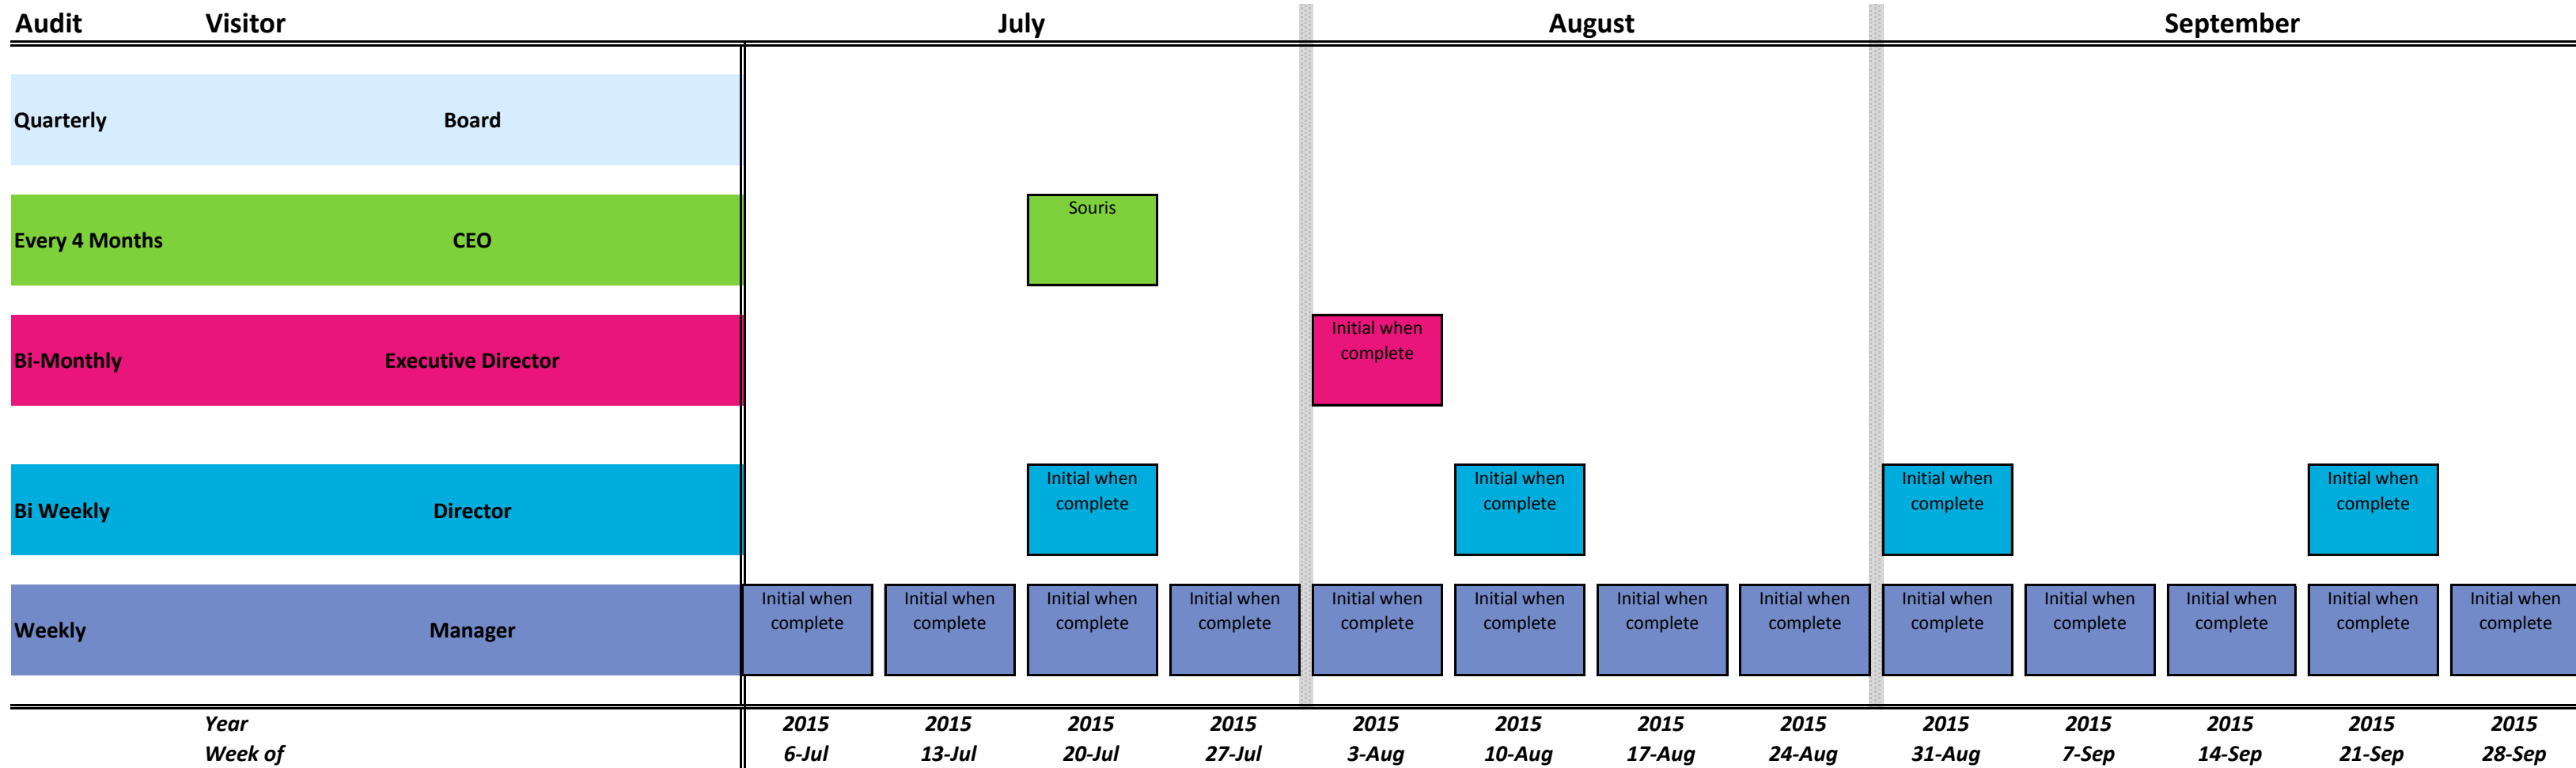 Audit Visitor July August September
Quarterly Board
Souris
Every 4 Months CEO
Initial when
complete
Bi-Monthly Executive Director
Initial when Initial when Initial when Initial when
complete complete complete complete
Bi Weekly Director
Initial when Initial when Initial when Initial when Initial when Initial when Initial when Initial when Initial when Initial when Initial when Initial when Initial when
complete complete complete complete complete complete complete complete complete complete complete complete complete
Weekly Manager
Year 2015 2015 2015 2015 2015 2015 2015 2015 2015 2015 2015 2015 2015
Week of 6-Jul 13-Jul 20-Jul 27-Jul 3-Aug 10-Aug 17-Aug 24-Aug 31-Aug 7-Sep 14-Sep 21-Sep 28-Sep